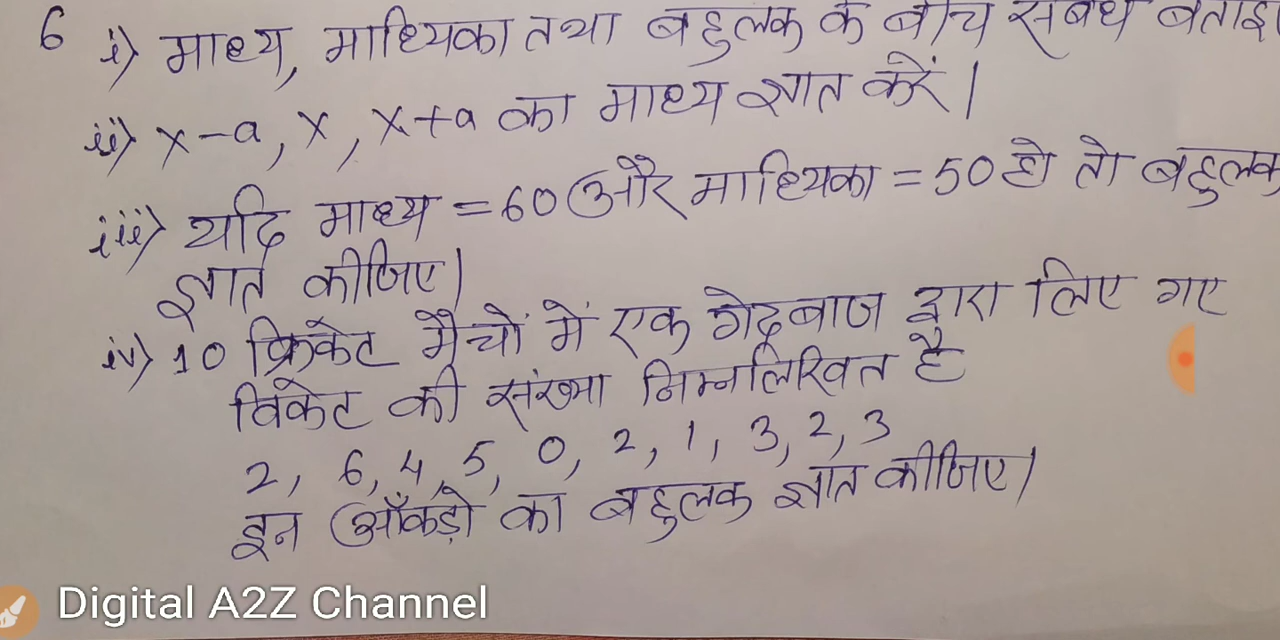 6 i) माध्य, माध्यिका तथा बहुलक के बीच संबंध
ii) x-a, x, x+a का माध्य ज्ञात करें।
iii) यदि माध्य =60 और माध्यिका =50 हो तो बहुलक
ज्ञात कीजिए।
iv) 10 क्रिकेट मैचों में एक गेदबाज द्वारा लिए गए
विकेट की संख्या निम्नलिखित है
2, 6, 4, 5, 0, 2, 1, 3, 2, 3
इन आँकड़ो का बहुलक ज्ञात कीजिए।
Digital A2Z Channel